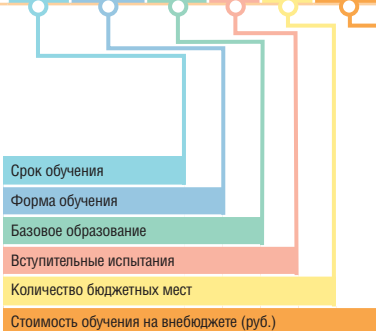 Срок обучения
Форма обучения
Базовое образование
Вступительные испытания
Количество бюджетных мест
Стоимость обучения на внебюджете (руб.)